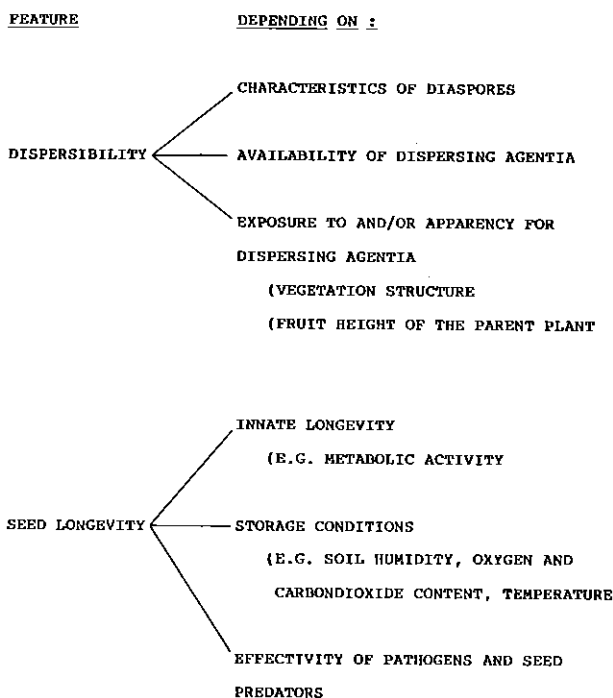 FEATURE DEPENDING ON :
CHARACTERISTICS OF DIASPORES
DISPERSIBILITY AVAILABILITY OF DISPERSING AGENTIA
EXPOSURE TO AND/OR APPARENCY FOR
DISPERSING AGENTIA
(VEGETATION STRUCTURE
(FRUIT HEIGHT OF THE PARENT PLANT
INNATE LONGEVITY
(E.G. METABOLIC ACTIVITY
SEED LONGEVITY STORAGE CONDITIONS
(E.G. SOIL HUMIDITY, OXYGEN AND
CARBONDIOXIDE CONTENT, TEMPERATURE
EFFECTIVITY OF PATHOGENS AND SEED
PREDATORS